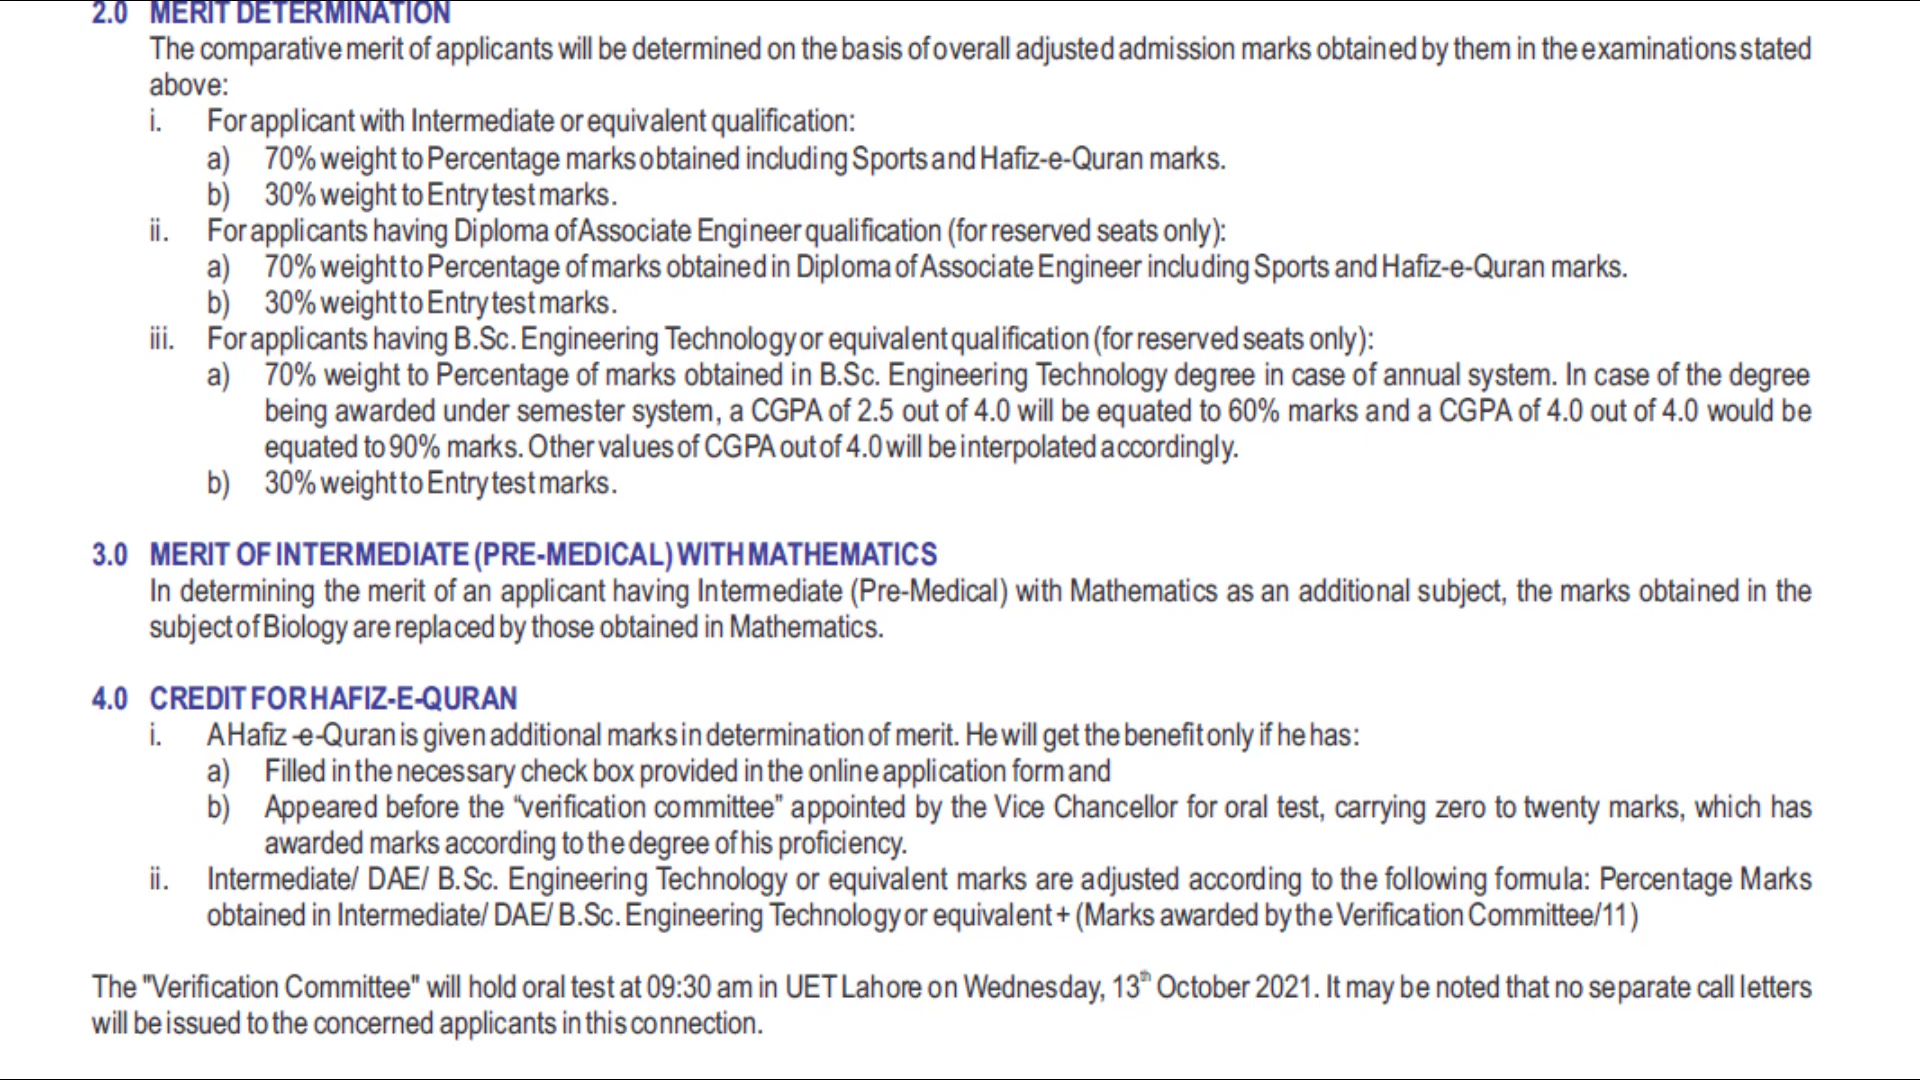 2.0 MERIT DETERMINATION
The comparative merit of applicants will be determined on the basis of overall adjusted admission marks obtained by them in the examinations stated
above:
i. For applicant with Intermediate or equivalent qualification:
a) 70% weight to Percentage marks obtained including Sports and Hafiz-e-Quran marks.
b) 30% weight to Entry test marks.
ii. For applicants having Diploma of Associate Engineer qualification (for reserved seats only):
a) 70% weight to Percentage of marks obtained in Diploma of Associate Engineer including Sports and Hafiz-e-Quran marks.
b) 30% weight to Entry test marks.
iii. For applicants having B.Sc. Engineering Technology or equivalent qualification (for reserved seats only):
a) 70% weight to Percentage of marks obtained in B.Sc. Engineering Technology degree in case of annual system. In case of the degree
being awarded under semester system, a CGPA of 2.5 out of 4.0 will be equated to 60% marks and a CGPA of 4.0 out of 4.0 would be
equated to 90% marks. Other values of CGPA out of 4.0 will be interpolated accordingly.
b) 30% weight to Entry test marks.
3.0 MERIT OF INTERMEDIATE (PRE-MEDICAL) WITH MATHEMATICS
In determining the merit of an applicant having Intermediate (Pre-Medical) with Mathematics as an additional subject, the marks obtained in the
subject of Biology are replaced by those obtained in Mathematics.
4.0 CREDIT FOR HAFIZ-E-QURAN
i. A Hafiz -e-Quran is given additional marks in determination of merit. He will get the benefit only if he has:
a) Filled in the necessary check box provided in the online application form and
b) Appeared before the “verification committee” appointed by the Vice Chancellor for oral test, carrying zero to twenty marks, which has
awarded marks according to the degree of his proficiency.
ii. Intermediate/ DAE/ B.Sc. Engineering Technology or equivalent marks are adjusted according to the following formula: Percentage Marks
obtained in Intermediate/ DAE/ B.Sc. Engineering Technology or equivalent + (Marks awarded by the Verification Committee/11)
The "Verification Committee" will hold oral test at 09:30 am in UET Lahore on Wednesday, 13th October 2021. It may be noted that no separate call letters
will be issued to the concerned applicants in this connection.